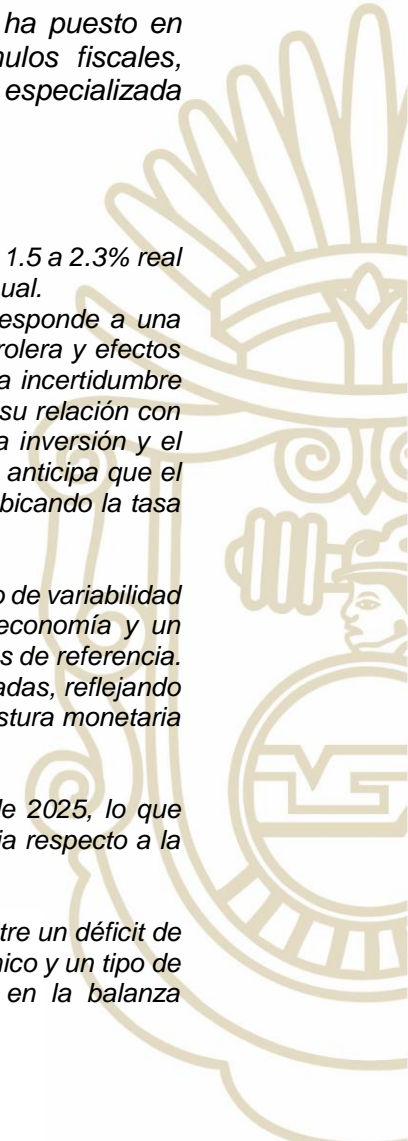 ha puesto en
nulos fiscales,
especializada
1.5 a 2.3% real
ual.
esponde a una
rolera y efectos
a incertidumbre
su relación con
a inversión y el
anticipa que el
bicando la tasa
o de variabilidad
economía y un
s de referencia.
adas, reflejando
stura monetaria
de 2025, lo que
ia respecto a la
tre un déficit de
nico y un tipo de
en la balanza